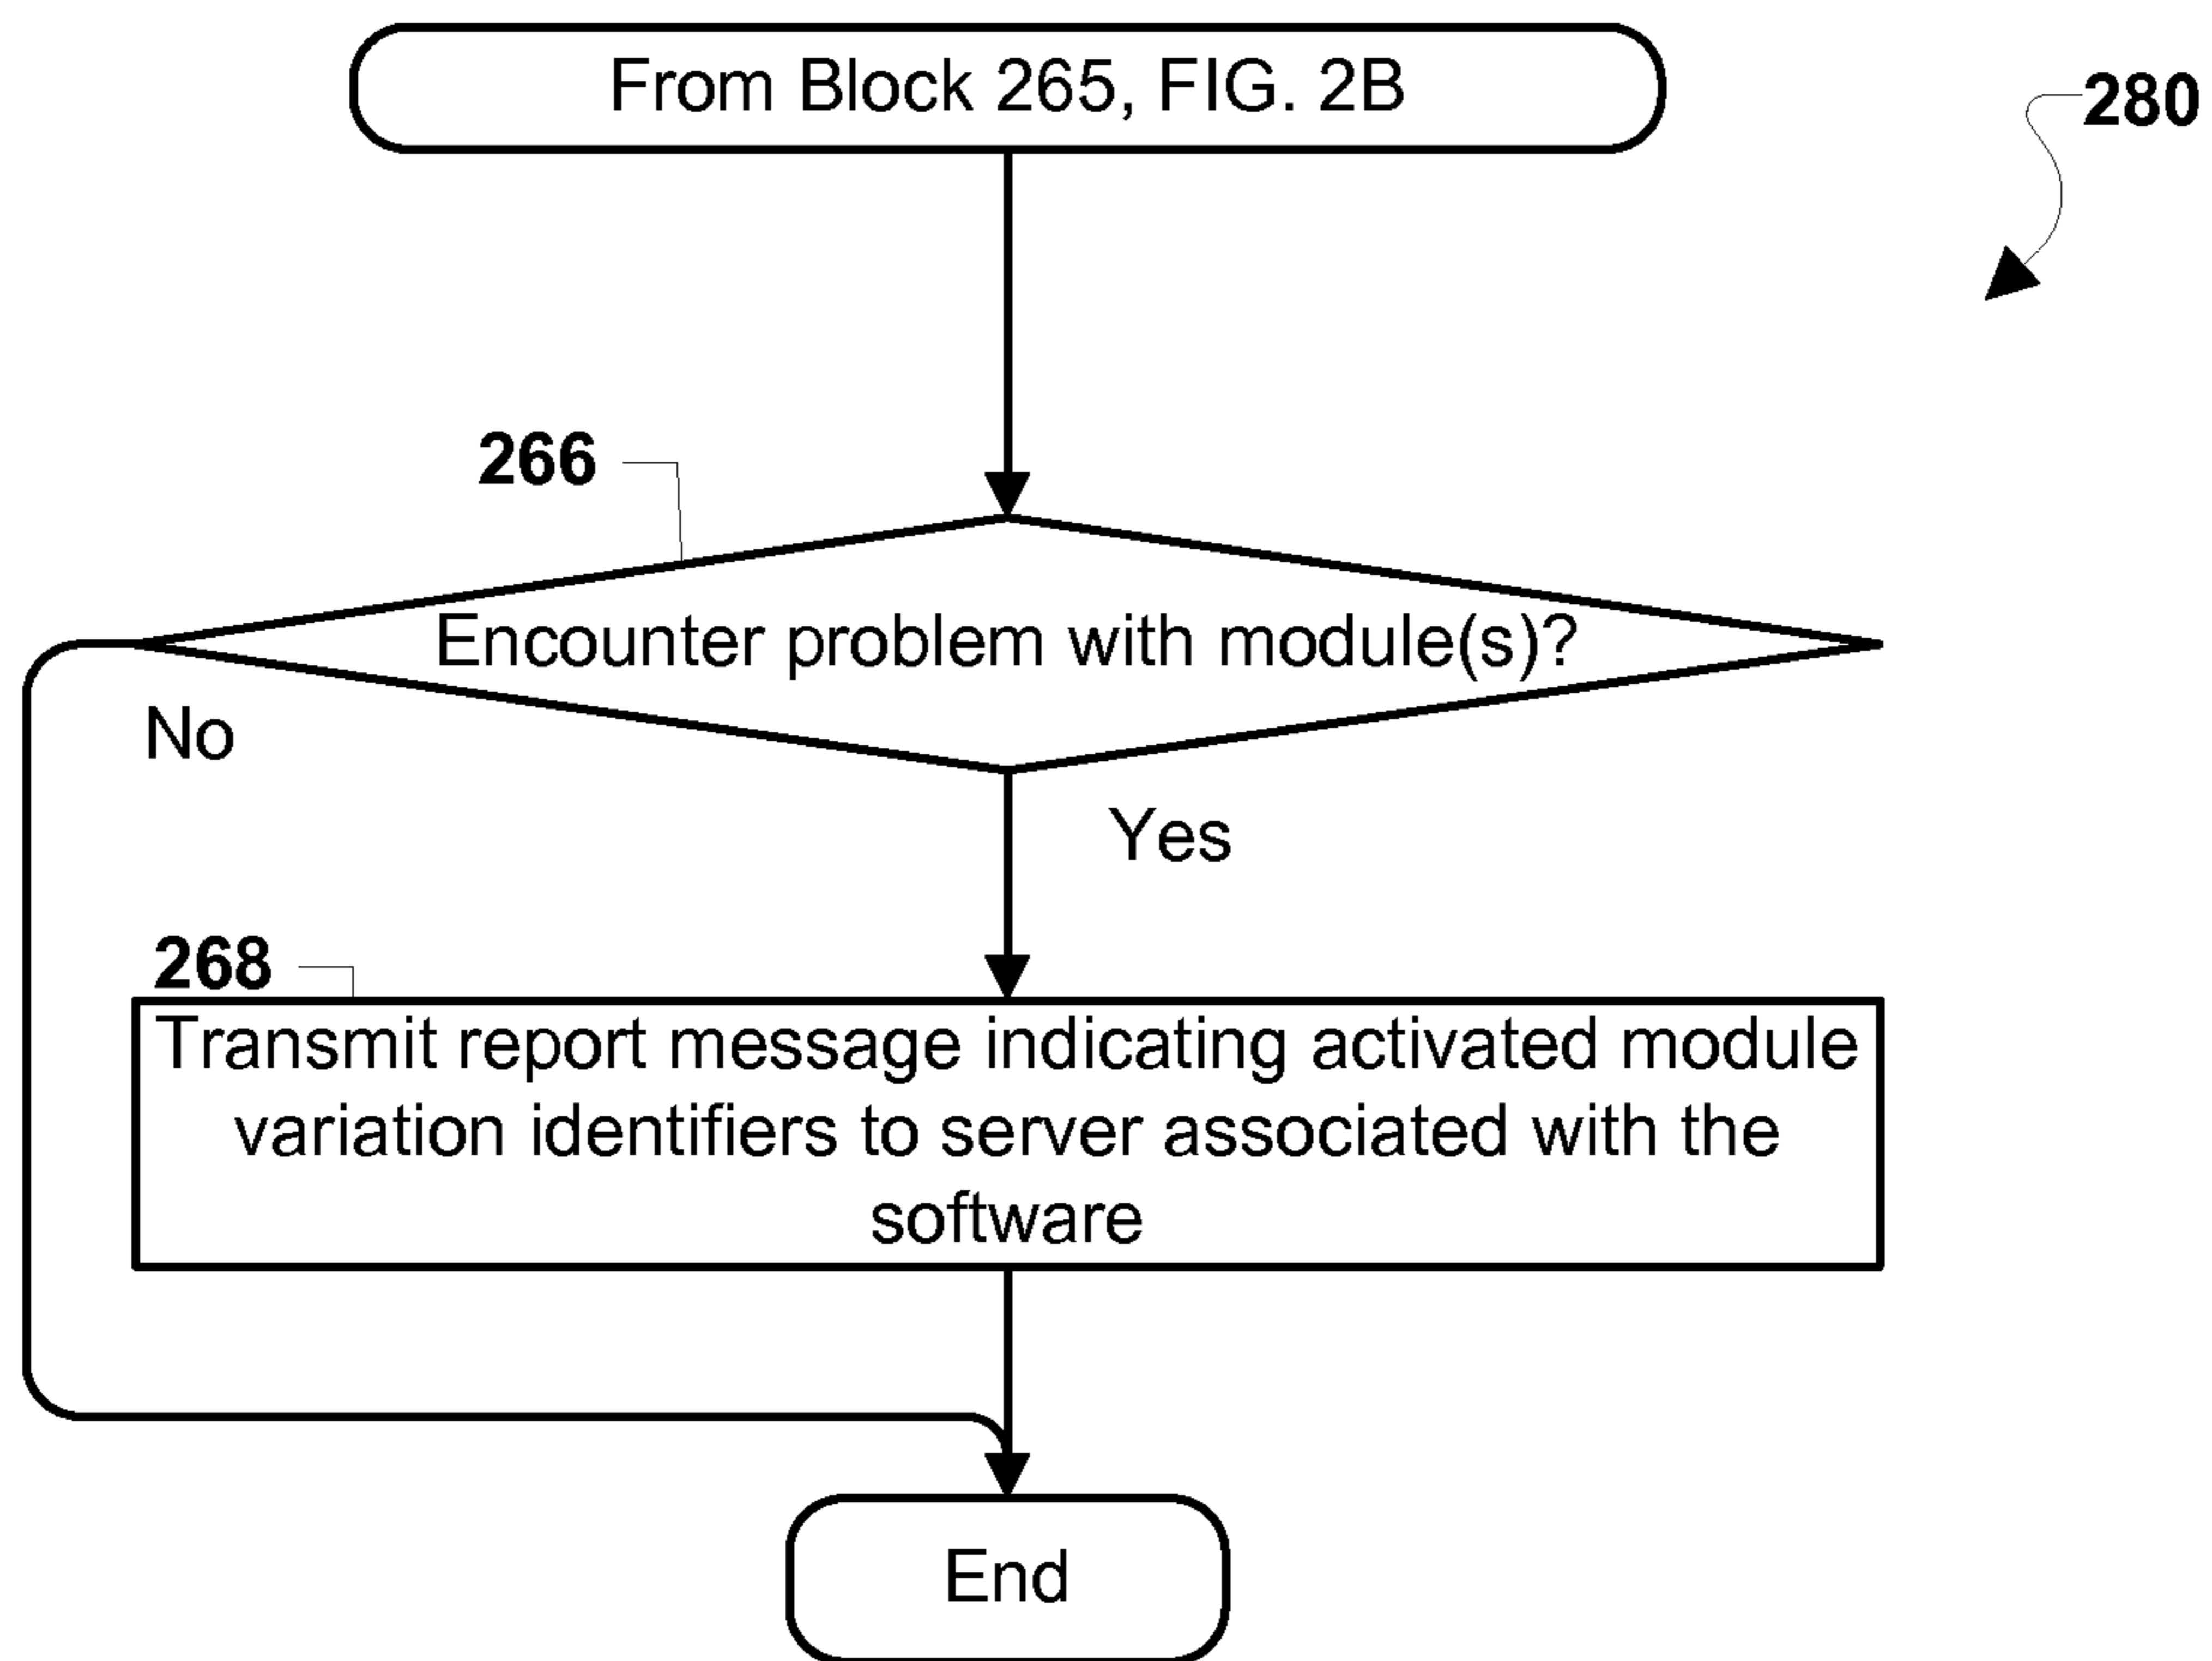 From Block 265, FIG. 2B
280
266
Encounter problem with module(s)?
No
Yes
268
Transmit report message indicating activated module
variation identifiers to server associated with the
software
End